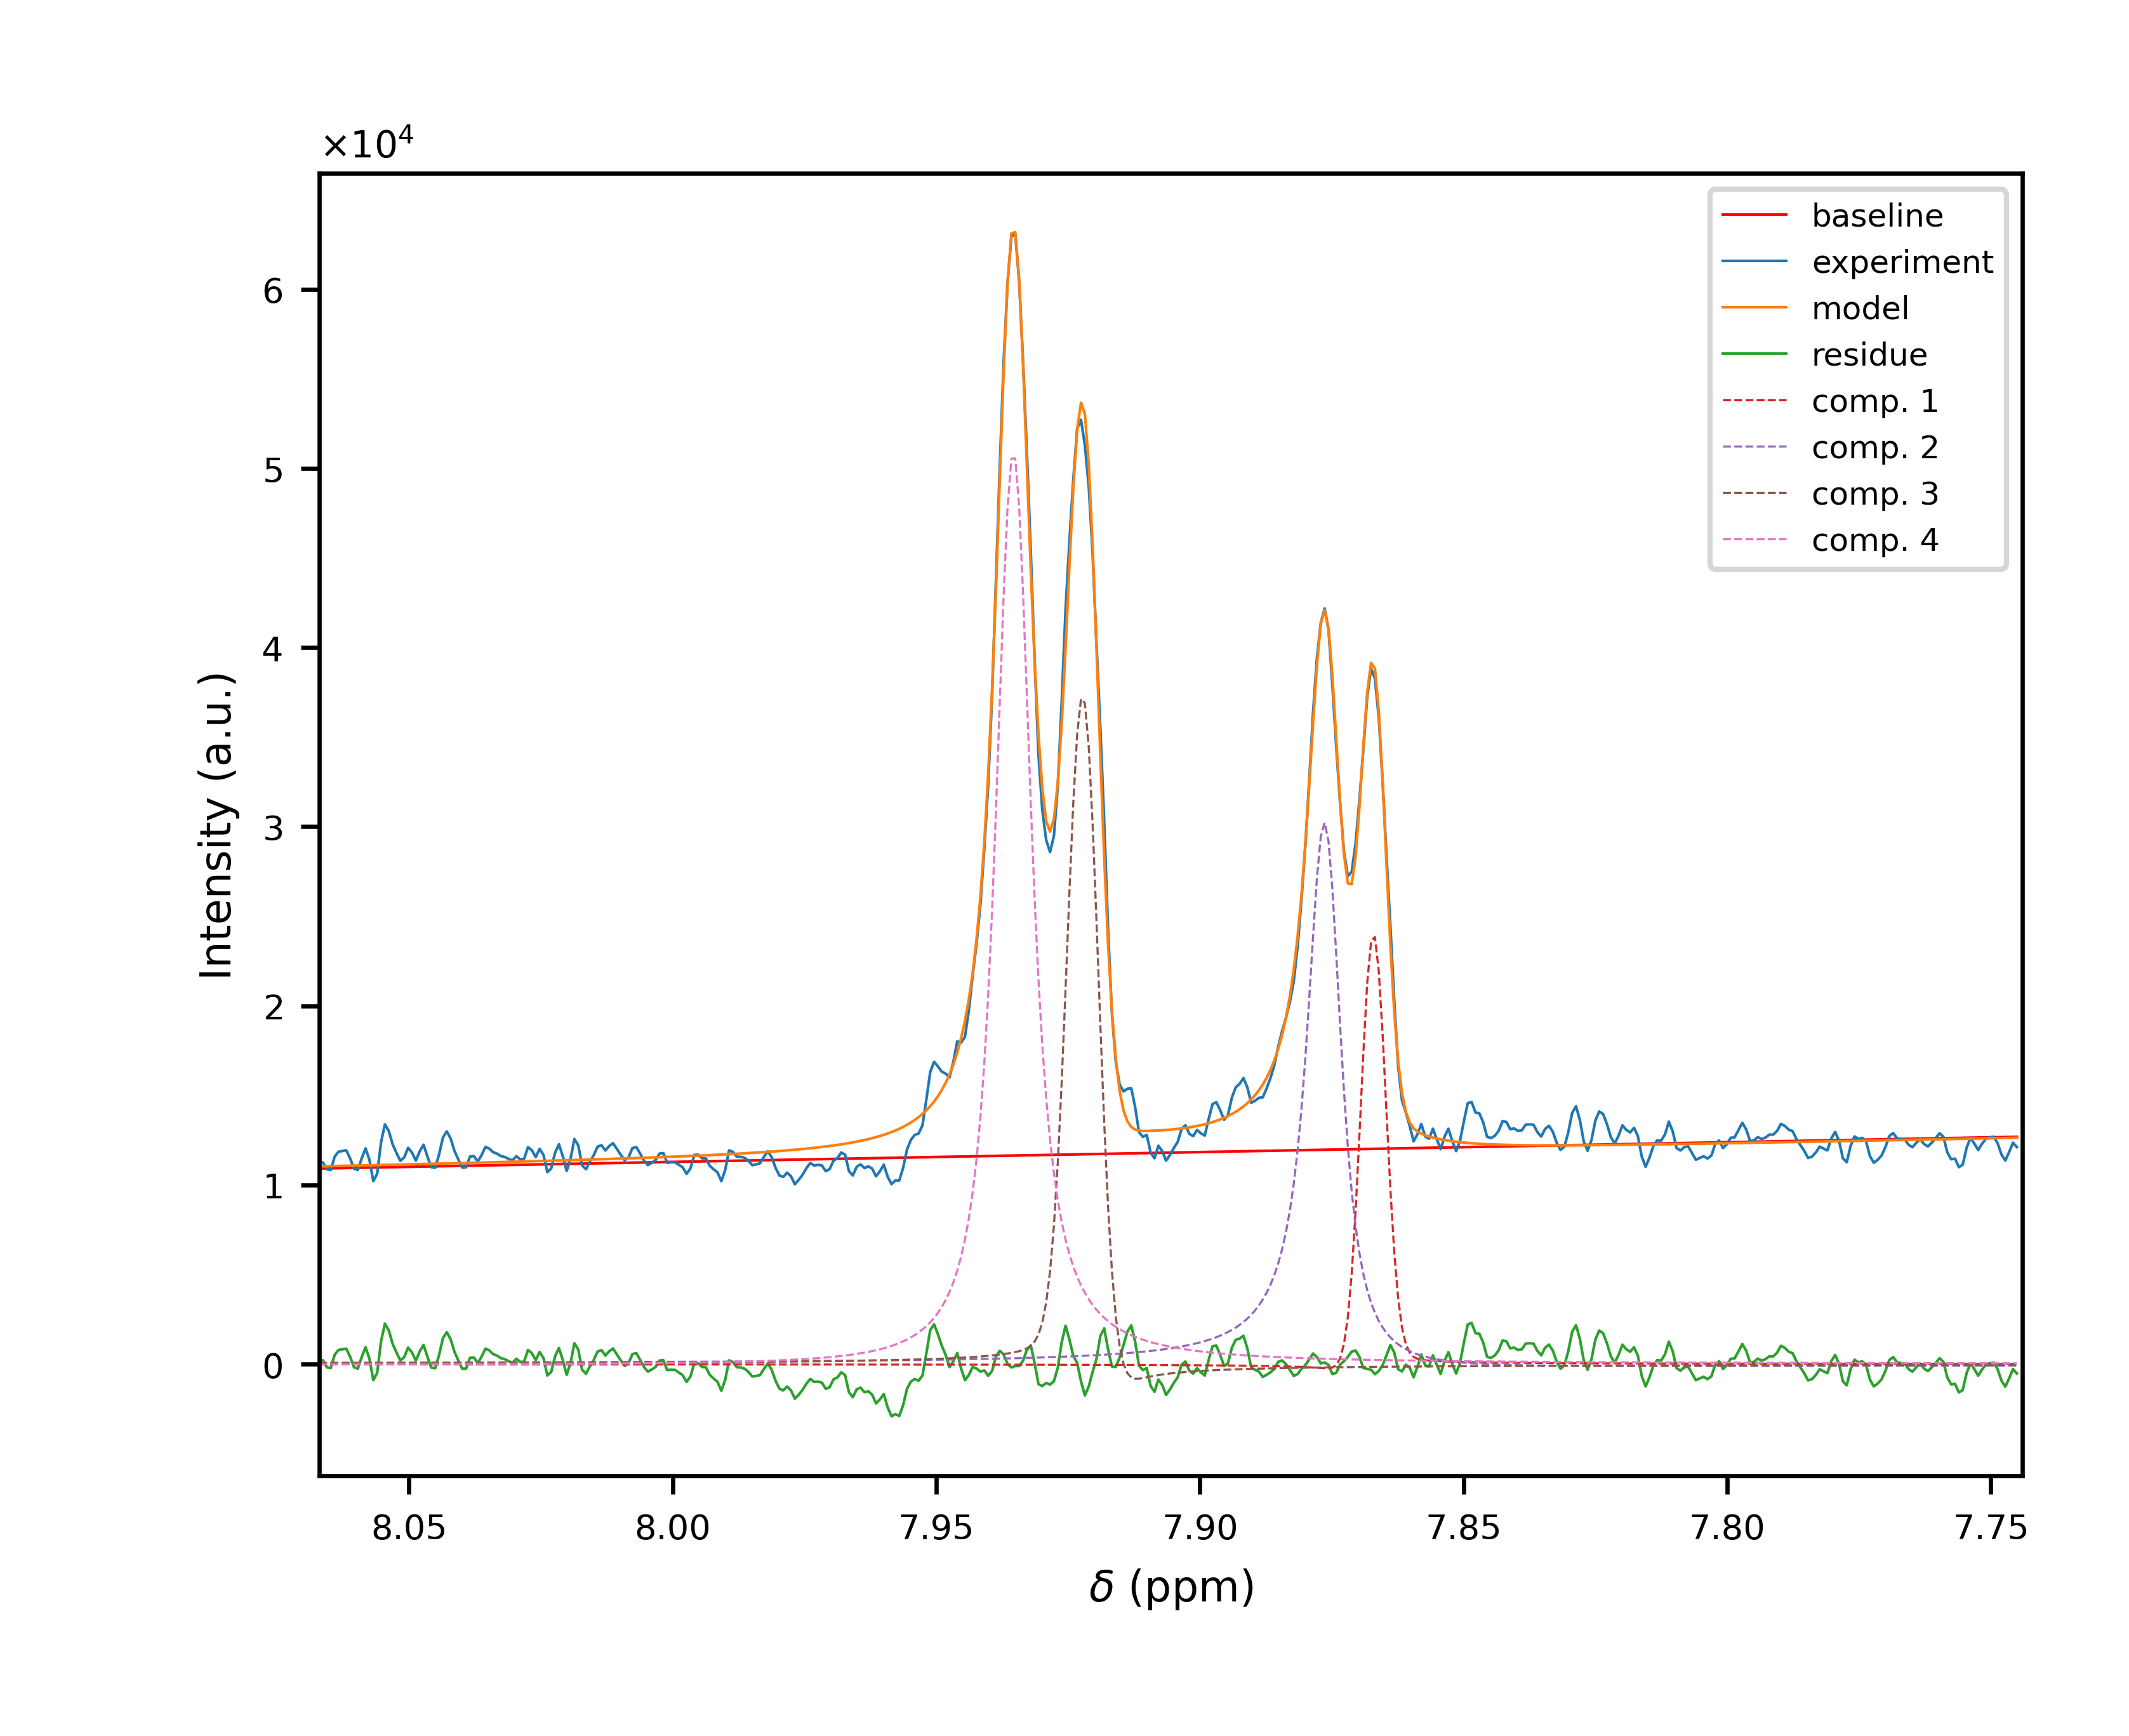 ×10⁴
baseline
experiment
model
residue
comp. 1
comp. 2
comp. 3
comp. 4
Intensity (a.u.)
6
5
4
3
2
1
0
8.05 8.00 7.95 7.90 7.85 7.80 7.75
δ (ppm)